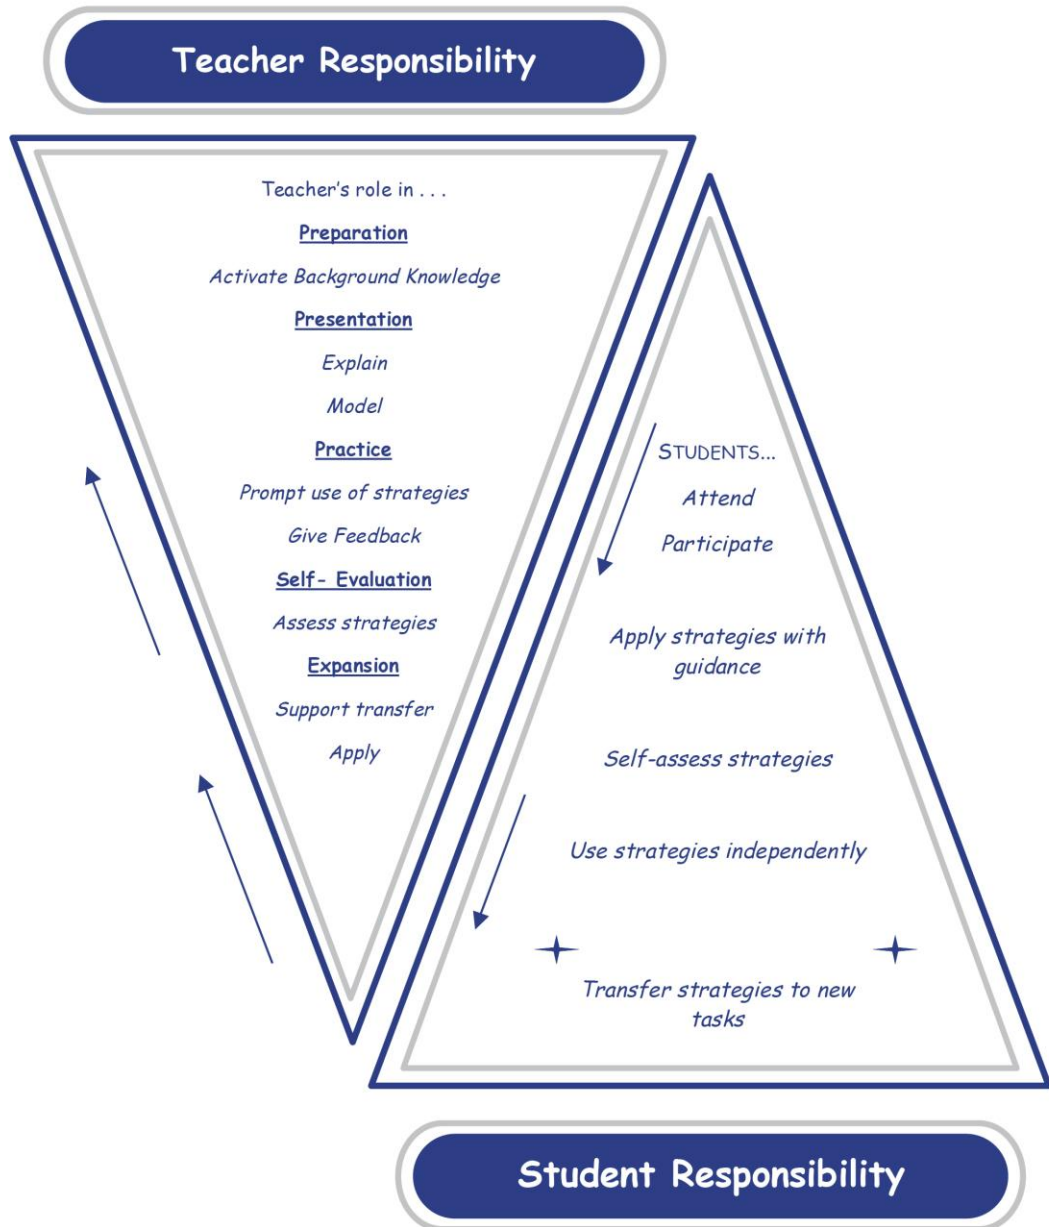 Teacher Responsibility
Teacher's role in . . .
Preparation
Activate Background Knowledge
Presentation
Explain
Model
Practice
Prompt use of strategies
Give Feedback
Self- Evaluation
Assess strategies
Expansion
Support transfer
Apply
STUDENTS...
Attend
Participate
Apply strategies with
guidance
Self-assess strategies
Use strategies independently
Transfer strategies to new
tasks
Student Responsibility